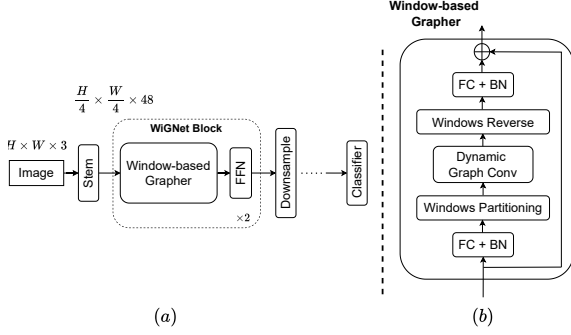 H/4 × W/4 × 48
H × W × 3
WiGNet Block
Image
Stem
Window-based
Grapher
FFN
×2
Downsample
......
Classifier
(a)
Window-based
Grapher
FC + BN
Windows Reverse
Dynamic
Graph Conv
Windows Partitioning
FC + BN
(b)